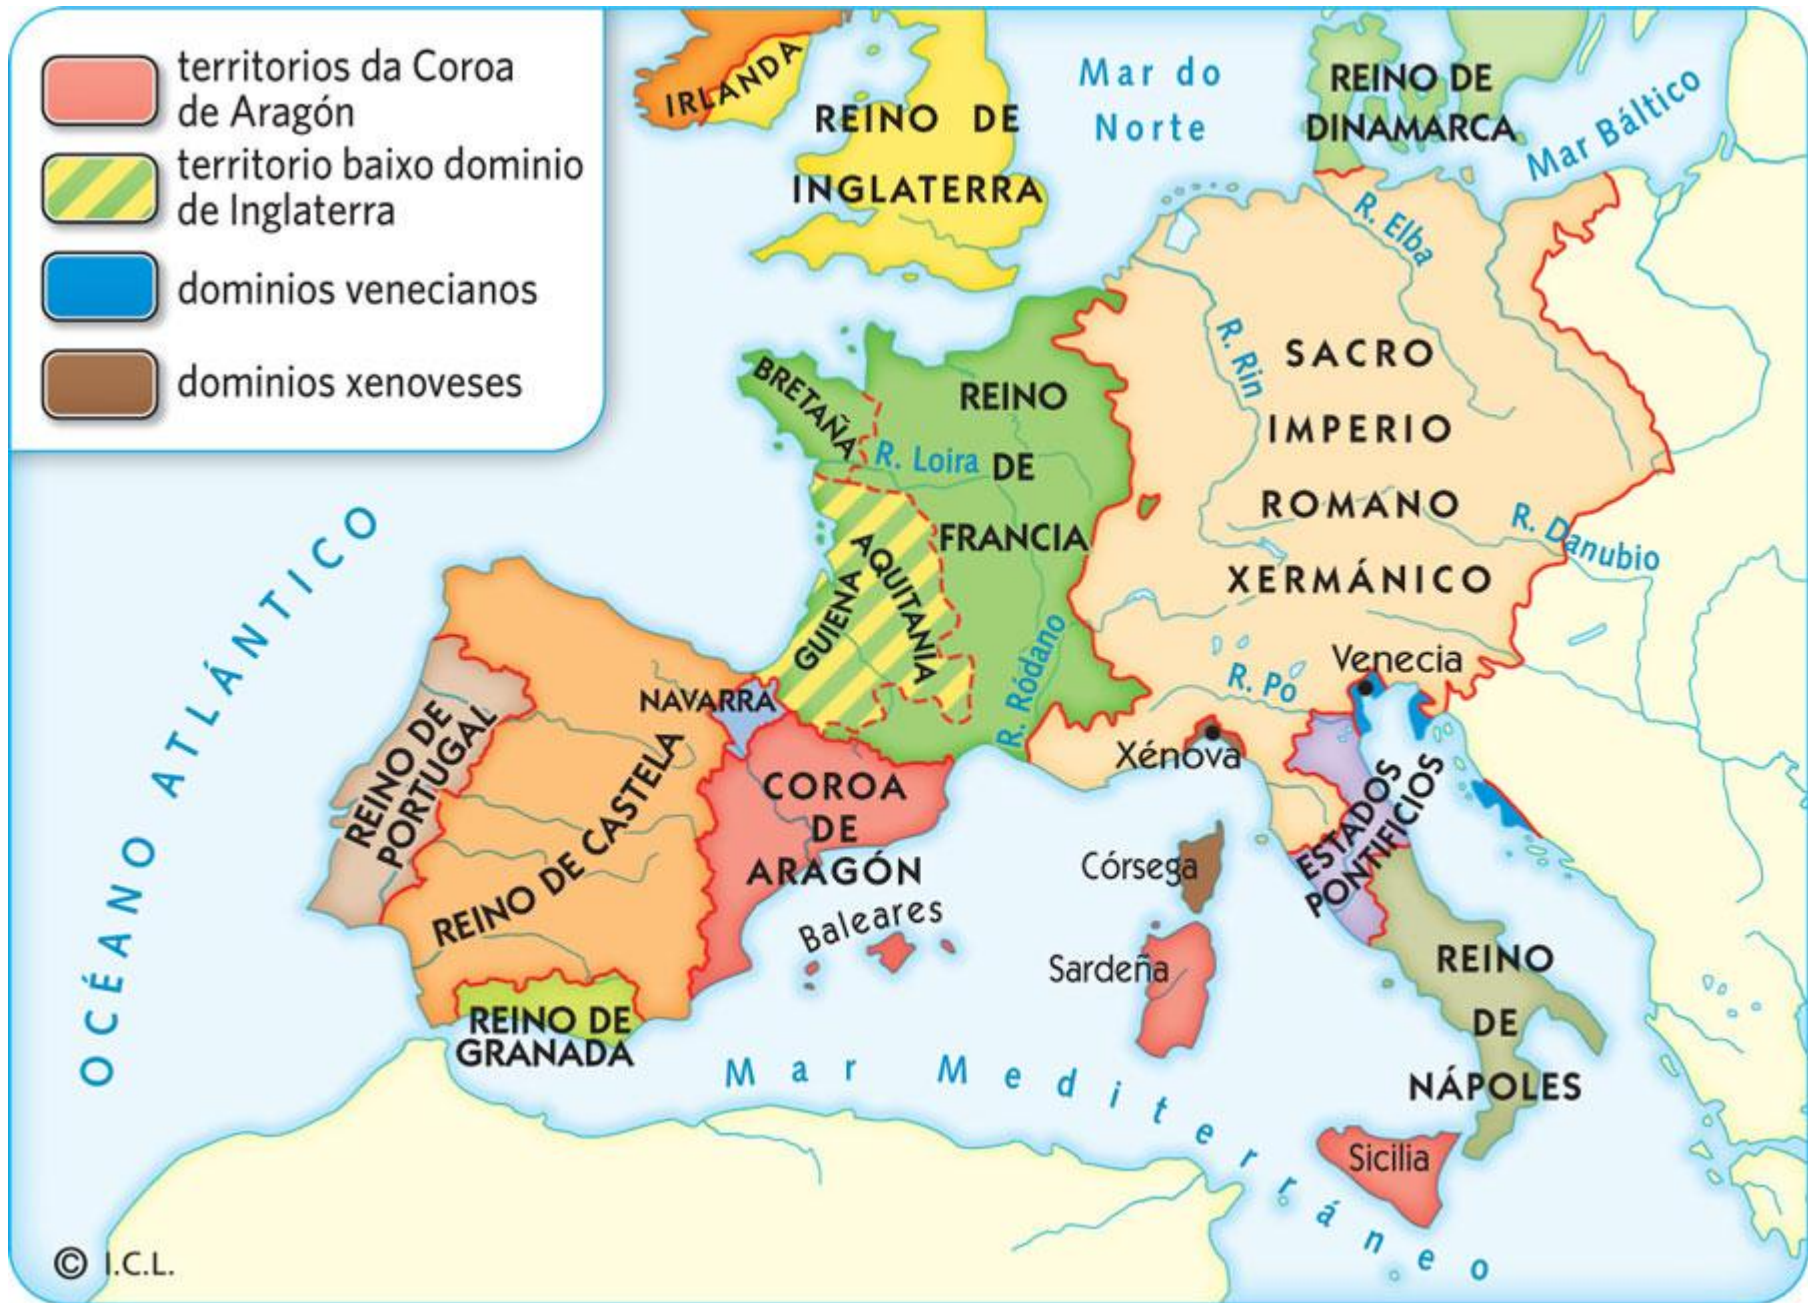 territorios da Coroa
de Aragón
territorio baixo dominio
de Inglaterra
dominios venecianos
dominios xenoveses
IRLANDA
REINO DE
INGLATERRA
Mar do
Norte
REINO DE
DINAMARCA
Mar Báltico
R. Elba
R. Rin
SACRO
IMPERIO
ROMANO
XERMÁNICO
R. Danubio
BRETAÑA
REINO
DE
FRANCIA
R. Loira
AQUITANIA
GUIENA
R. Ródano
OCÉANO ATLÁNTICO
NAVARRA
REINO DE
PORTUGAL
REINO DE CASTELA
COROA
DE
ARAGÓN
Baleares
REINO DE
GRANADA
R. Po
Venecia
Xénova
ESTADOS
PONTIFICIOS
Córsega
Sardeña
REINO
DE
NÁPOLES
Sicilia
Mar Mediterráneo
© I.C.L.